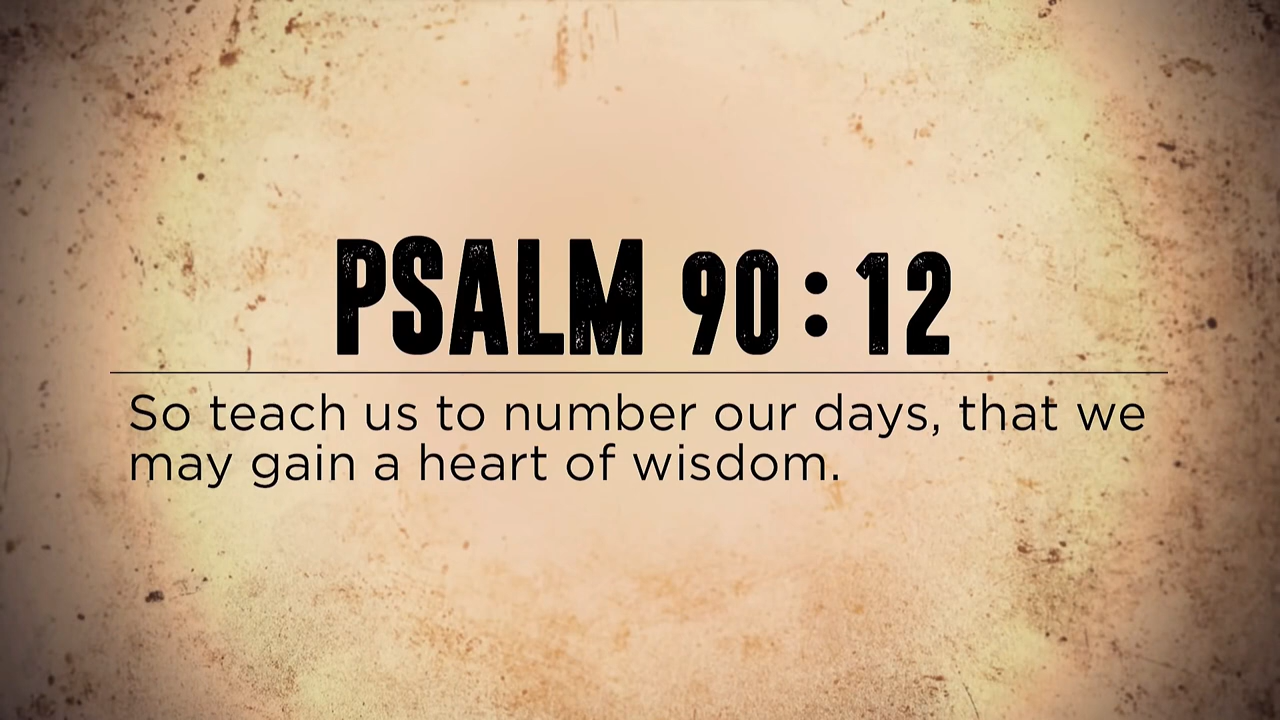 PSALM 90:12
So teach us to number our days, that we
may gain a heart of wisdom.